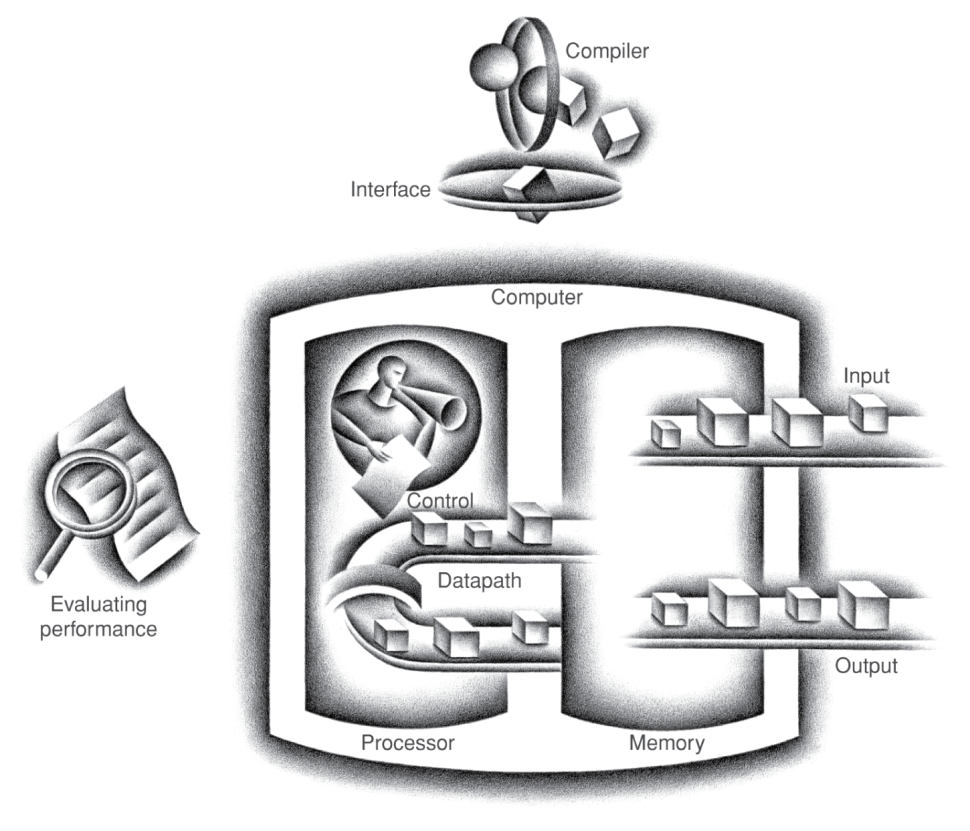 Compiler
Interface
Computer
Input
Control
Datapath
Evaluating
performance
Output
Processor
Memory